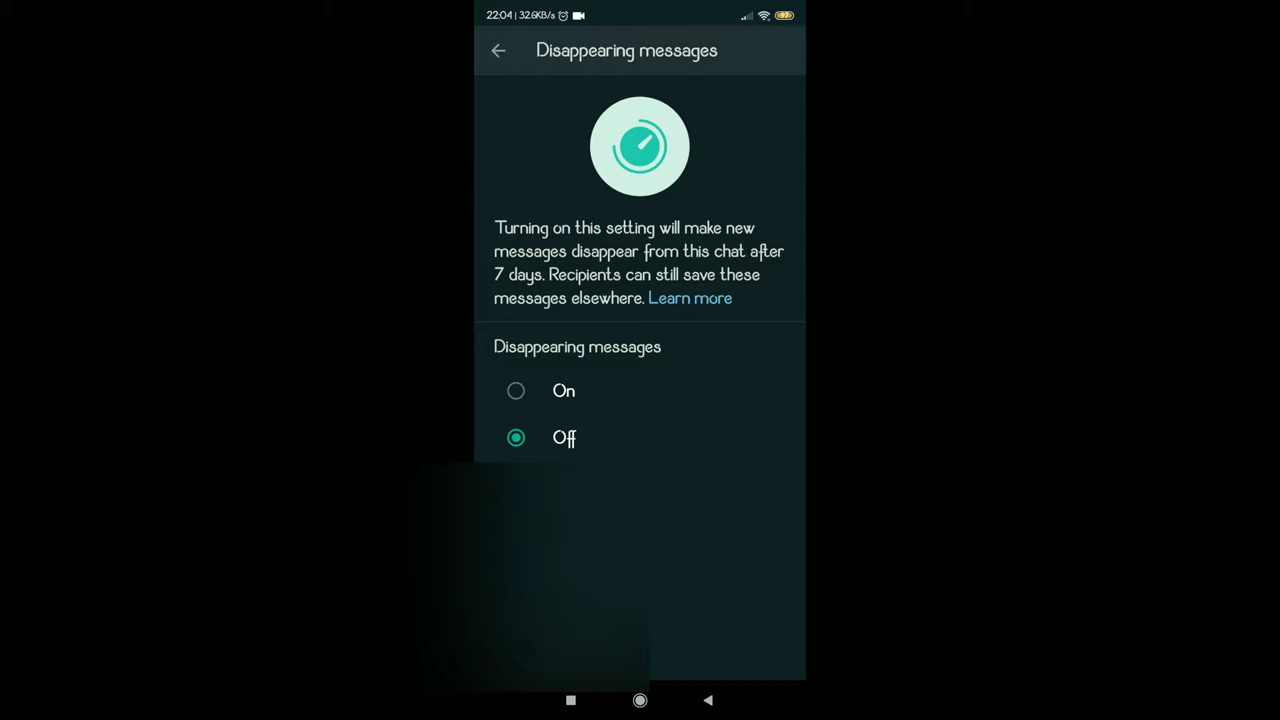 22:04 | 32.6KB/s
97
Disappearing messages
Turning on this setting will make new
messages disappear from this chat after
7 days. Recipients can still save these
messages elsewhere. Learn more
Disappearing messages
On
Off